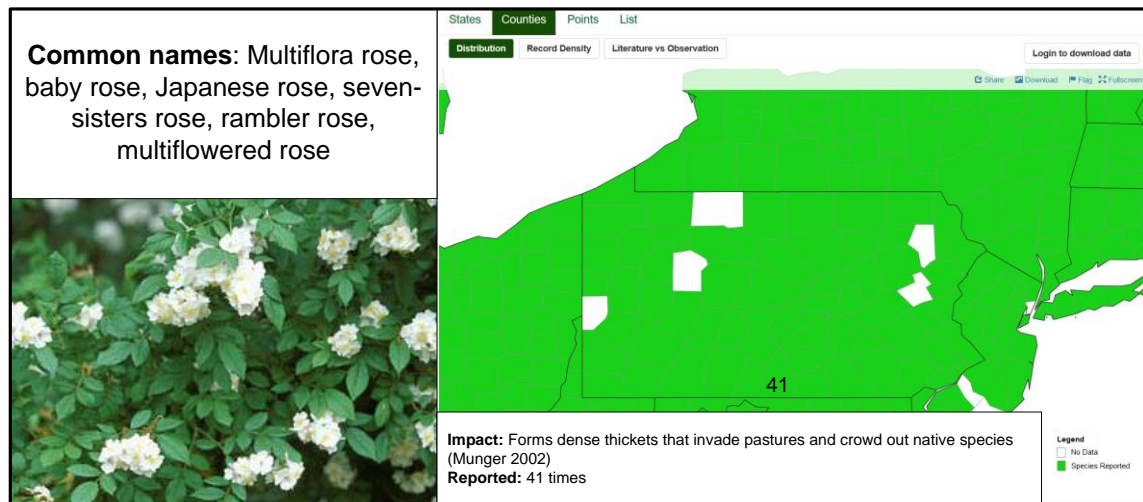 Common names: Multiflora rose,
baby rose, Japanese rose, seven-
sisters rose, rambler rose,
multiflowered rose
States Counties Points List
Distribution Record Density Literature vs Observation
Login to download data
Share Download Flag Fullscreen
41
Impact: Forms dense thickets that invade pastures and crowd out native species
(Munger 2002)
Reported: 41 times
Legend
No Data
Species Reported